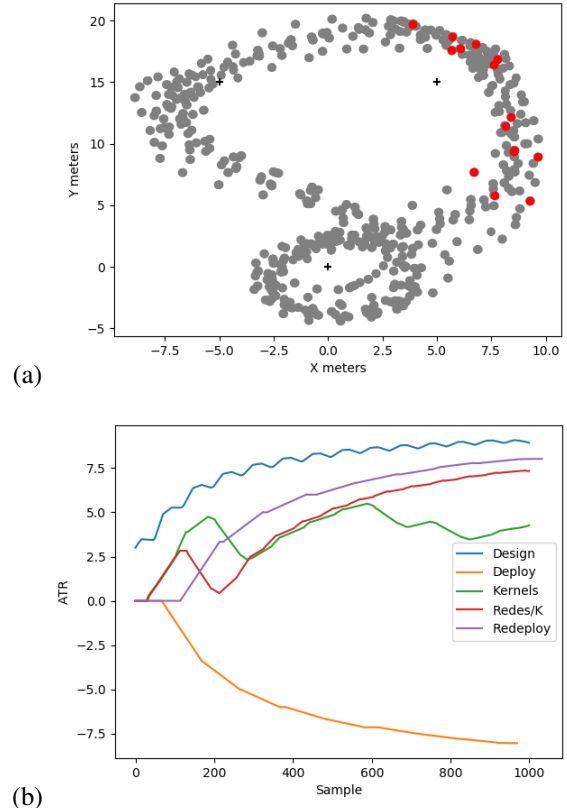 20
15
10
5
0
−5
Y meters
−7.5
−5.0
−2.5
0.0
2.5
5.0
7.5
10.0
X meters
(a)
7.5
5.0
2.5
0.0
−2.5
−5.0
−7.5
ATR
Design
Deploy
Kernels
Redes/K
Redeploy
0
200
400
600
800
1000
Sample
(b)